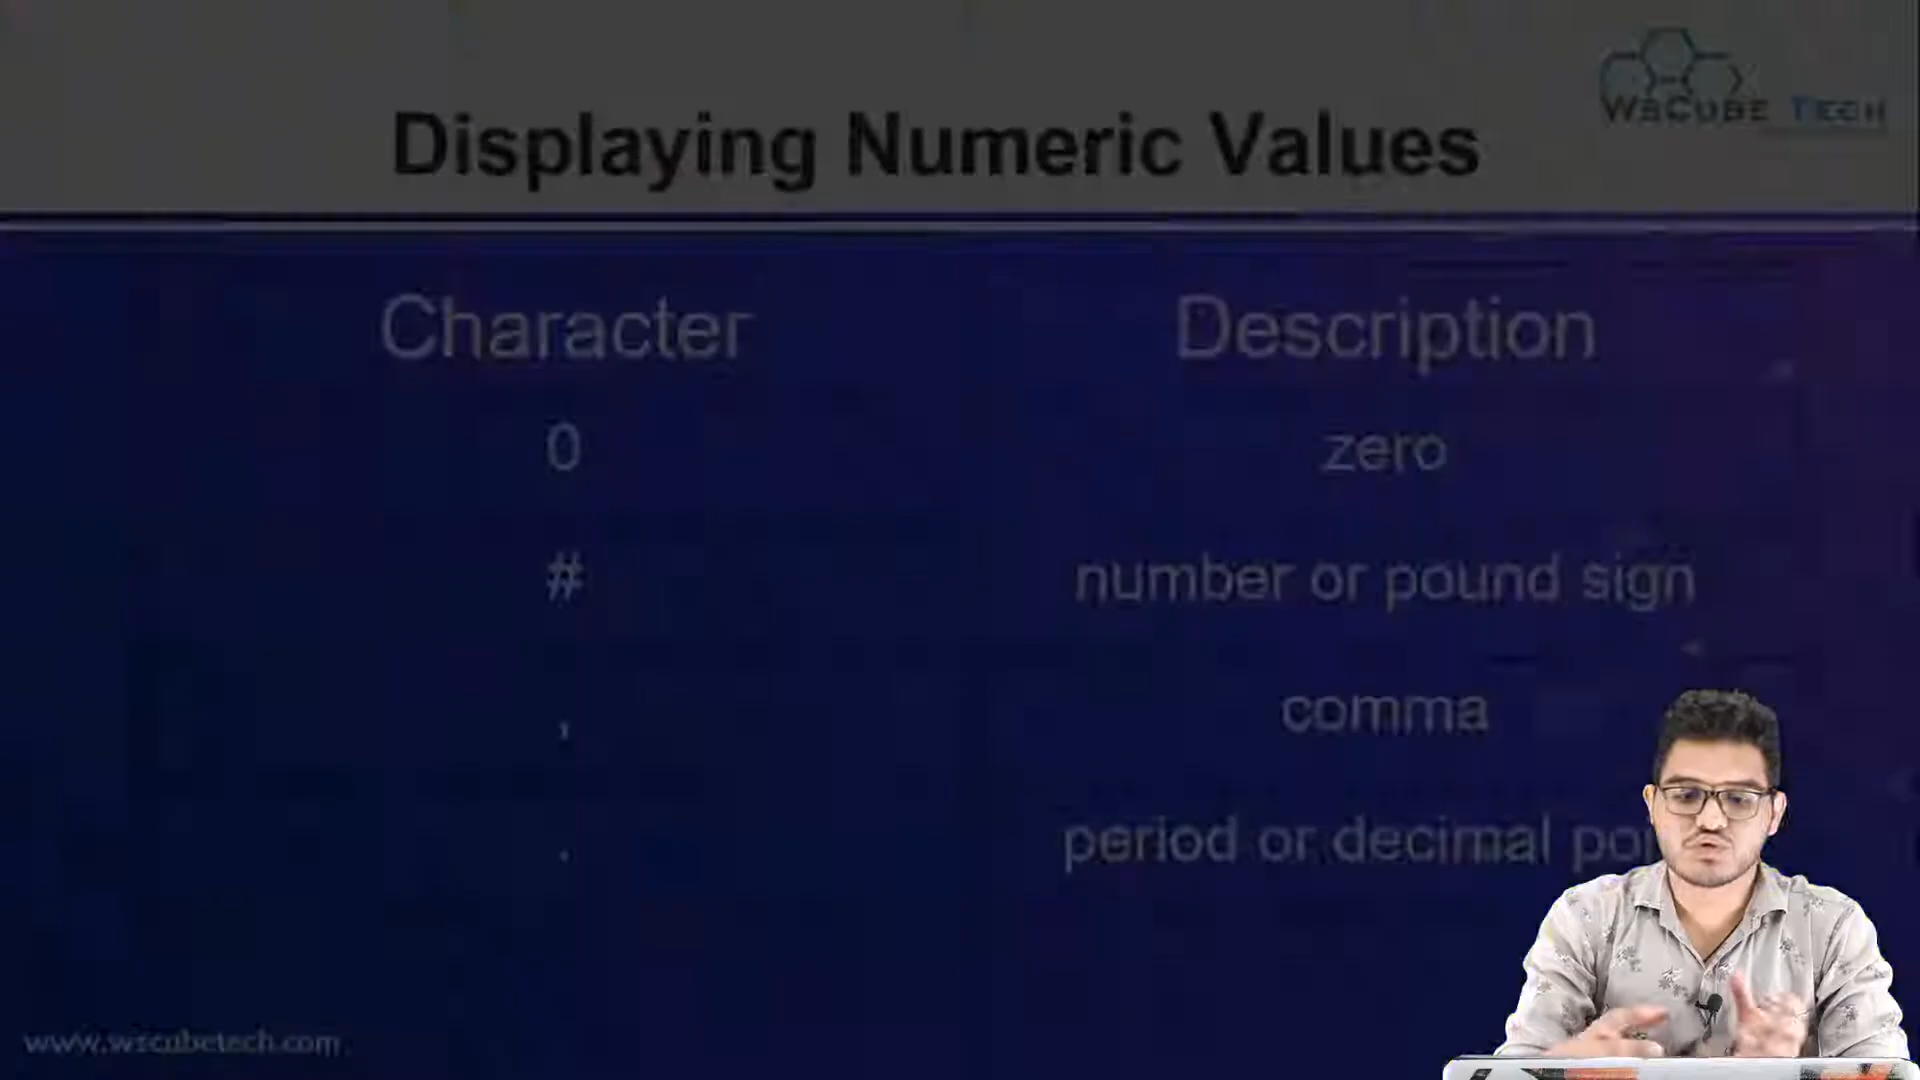 WsCube Tech
Displaying Numeric Values
Character Description
0 zero
# number or pound sign
, comma
. period or decimal
www.wscubetech.com